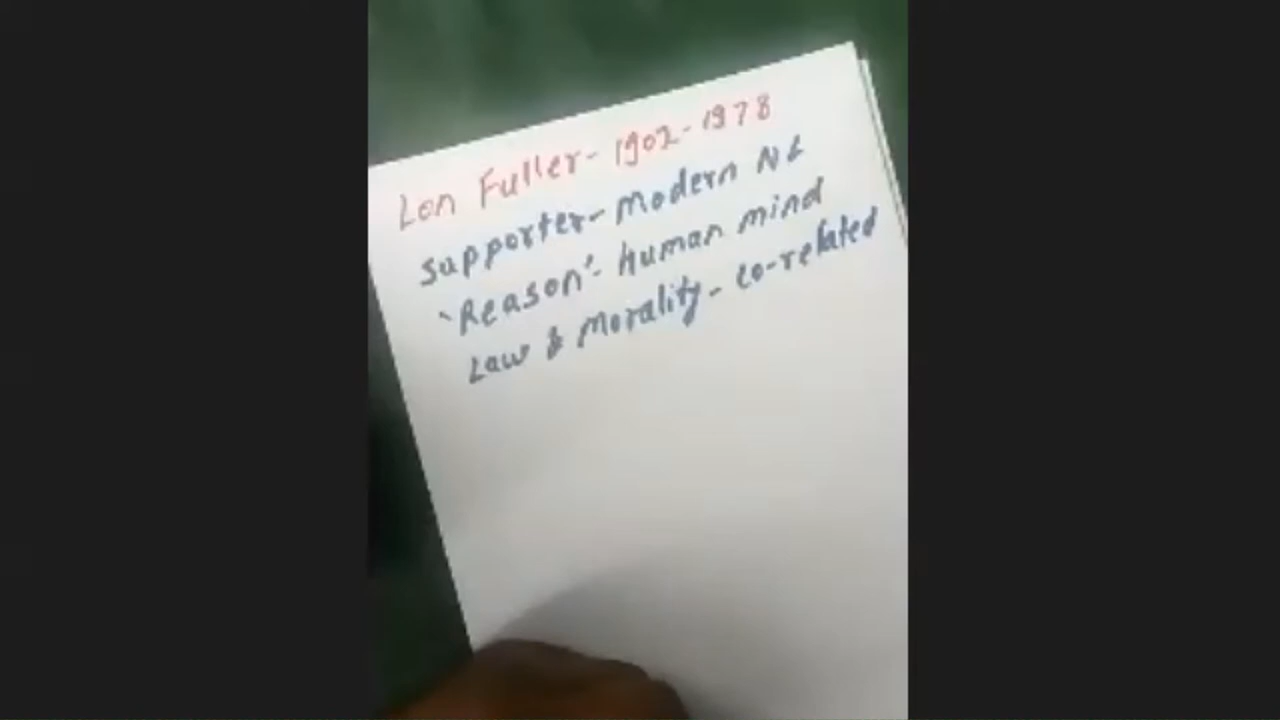 Lon Fuller- 1902-1978
supporter- Modern NL
'Reason'- human mind
Law & Morality- co-related